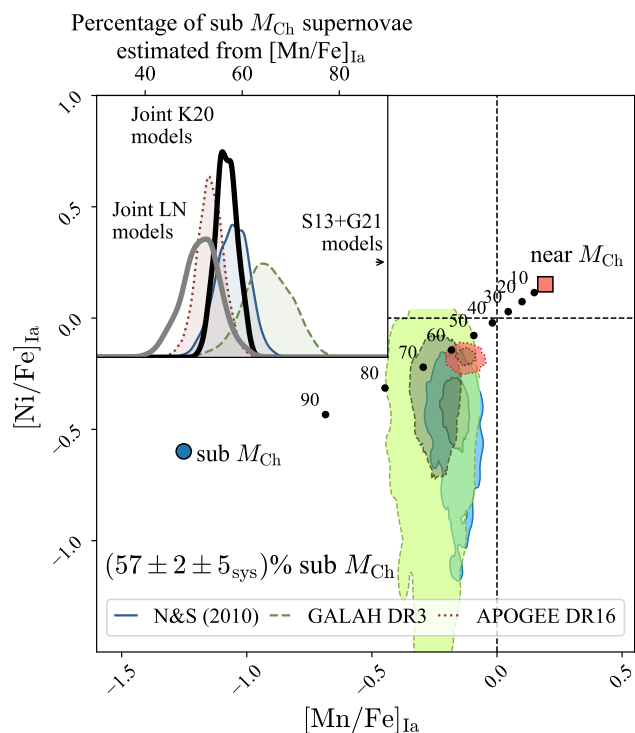 Percentage of sub M_Ch supernovae
estimated from [Mn/Fe]_Ia
40 60 80
1.0
Joint K20
models
0.5
Joint LN
models
S13+G21
models
near M_Ch
10
20
30
40
50
60
70
80
90
0.0
[Ni/Fe]_Ia
−0.5
sub M_Ch
−1.0
(57 ± 2 ± 5_sys)% sub M_Ch
N&S (2010) GALAH DR3 APOGEE DR16
−1.5 −1.0 −0.5 0.0 0.5
[Mn/Fe]_Ia